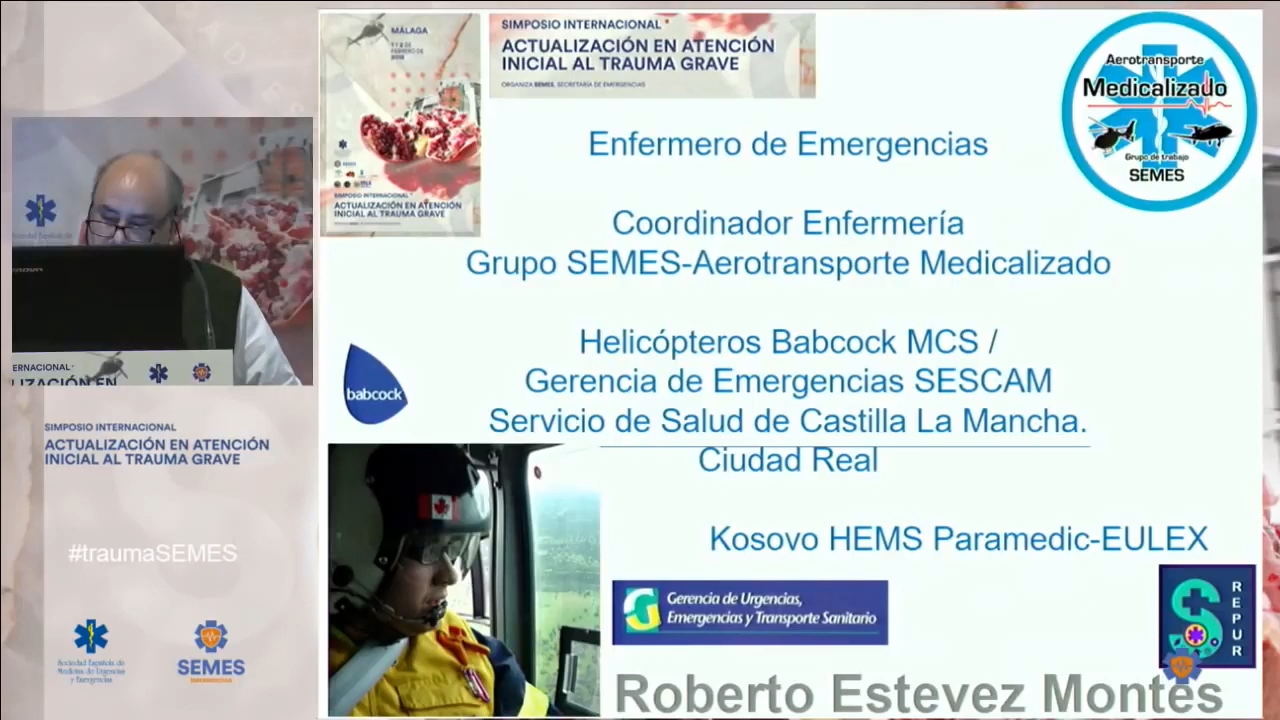 MÁLAGA
SIMPOSIO INTERNACIONAL
ACTUALIZACIÓN EN ATENCIÓN
INICIAL AL TRAUMA GRAVE
SIMPOSIO INTERNACIONAL
ACTUALIZACIÓN EN ATENCIÓN
INICIAL AL TRAUMA GRAVE
ORGANIZA SEMES, SECRETARÍA DE EMERGENCIAS
Aerotransporte
Medicalizado
Grupo de trabajo
SEMES
Enfermero de Emergencias
Coordinador Enfermería
Grupo SEMES-Aerotransporte Medicalizado
Helicópteros Babcock MCS /
Gerencia de Emergencias SESCAM
Servicio de Salud de Castilla La Mancha.
Ciudad Real
babcock
Kosovo HEMS Paramedic-EULEX
Gerencia de Urgencias,
Emergencias y Transporte Sanitario
REPUR
Roberto Estevez Montes
ERNACIONAL
LIZACIÓN EN
SIMPOSIO INTERNACIONAL
ACTUALIZACIÓN EN ATENCIÓN
INICIAL AL TRAUMA GRAVE
#traumaSEMES
Sociedad Española de
Medicina de Urgencias
y Emergencias
SEMES
EMERGENCIAS